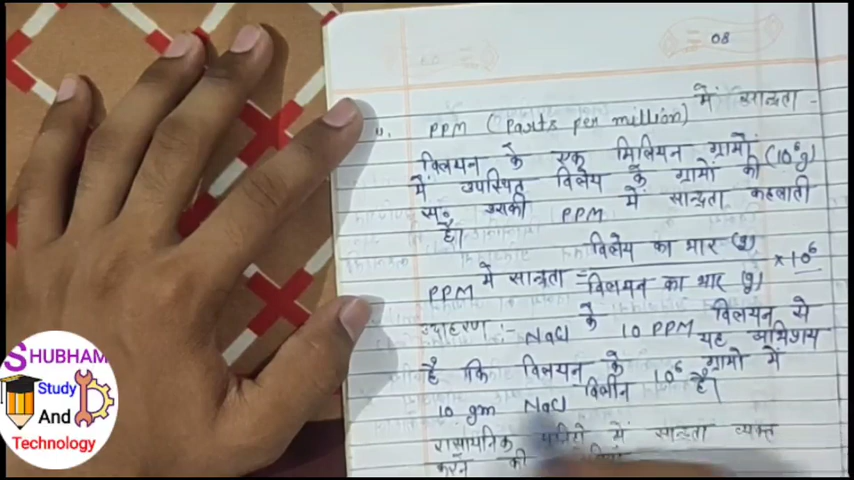 08
PPM (Parts per million) में सान्द्रता -
विलयन के एक मिलियन ग्रामों (10⁶g)
में उपस्थित विलेय के ग्रामों की
सं० उसकी PPM में सान्द्रता कहलाती
है।
PPM में सान्द्रता = विलेय का भार (g) / विलयन का भार (g) × 10⁶
उदाहरण :- NaCl के 10 PPM विलयन से यह अभिप्राय
है कि विलयन के 10⁶ ग्रामों में
10 gm NaCl विलीन है।
रासायनिक में सान्द्रता व्यक्त
करने की
SHUBHAM
Study
And
Technology